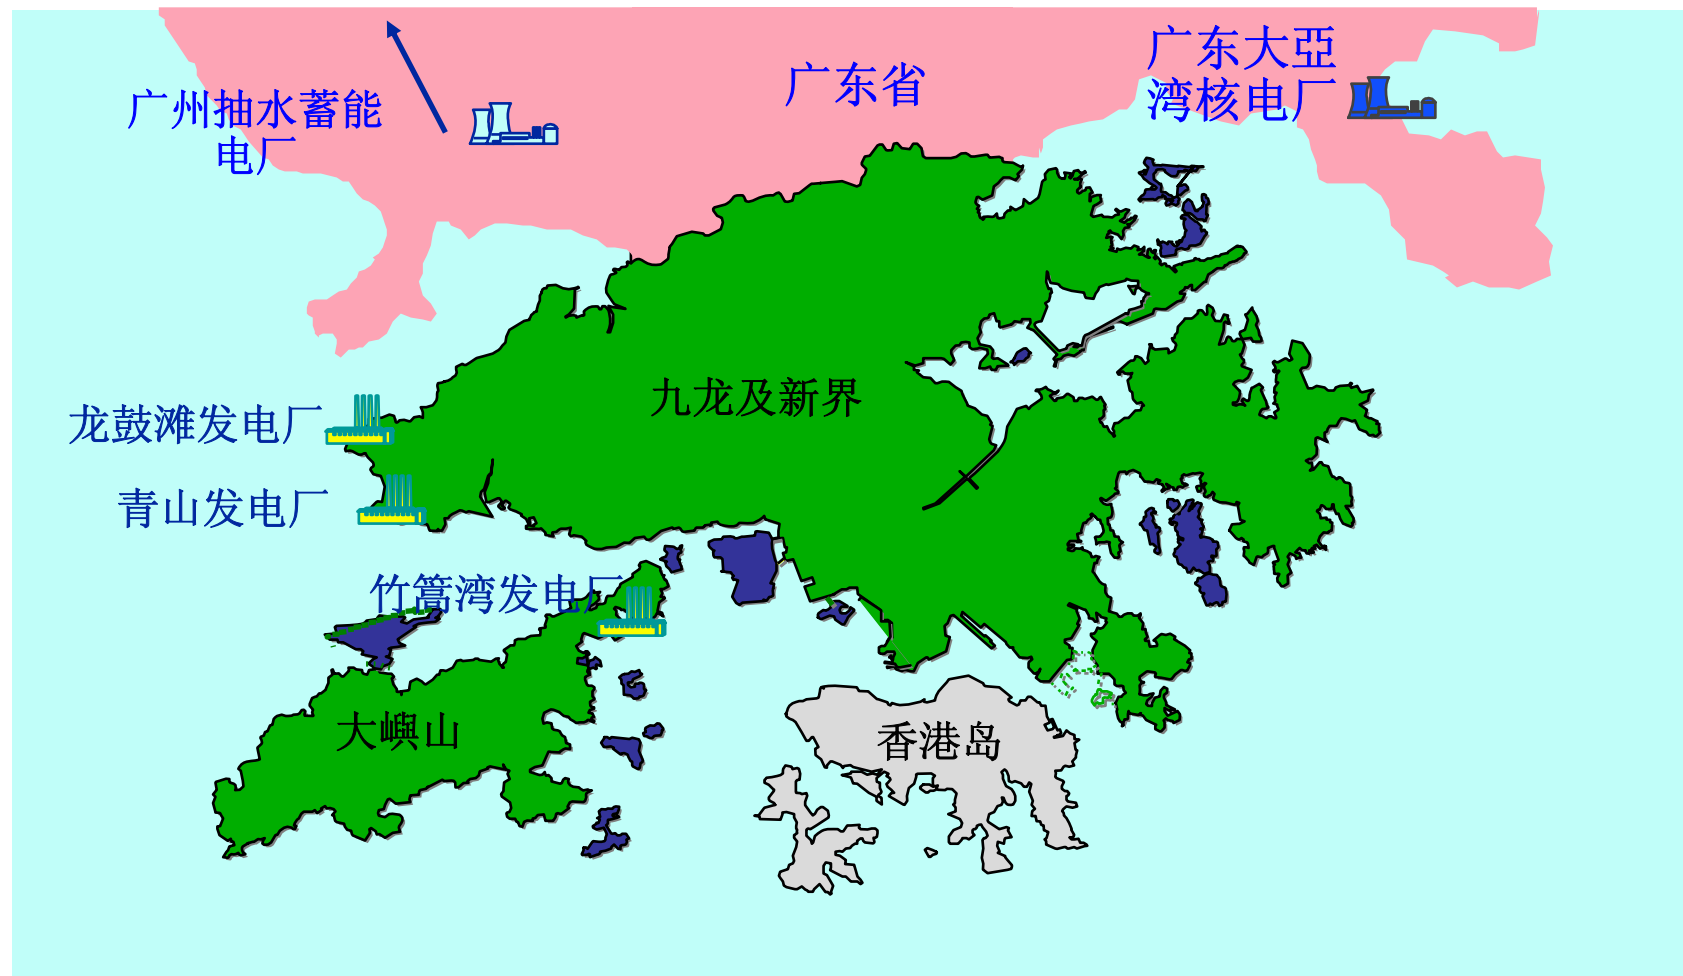 广东大亞
湾核电厂
广东省
广州抽水蓄能
电厂
九龙及新界
龙鼓滩发电厂
青山发电厂
竹篙湾发电厂
大嶼山
香港岛